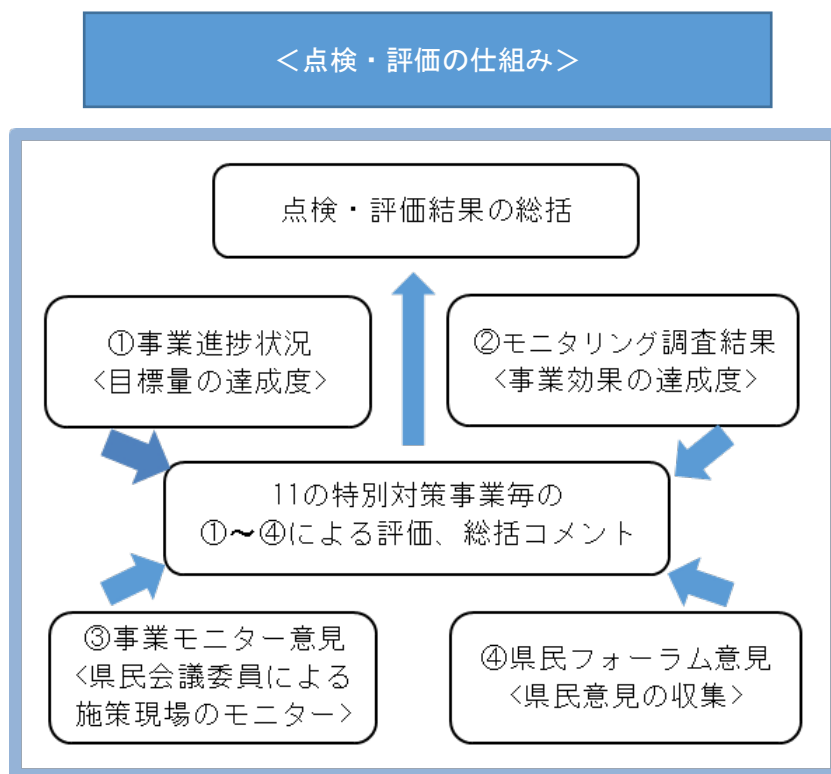 ＜点検・評価の仕組み＞
点検・評価結果の総括
①事業進捗状況
<目標量の達成度>
②モニタリング調査結果
<事業効果の達成度>
11の特別対策事業毎の
①～④による評価、総括コメント
③事業モニター意見
<県民会議委員による
施策現場のモニター>
④県民フォーラム意見
<県民意見の収集>